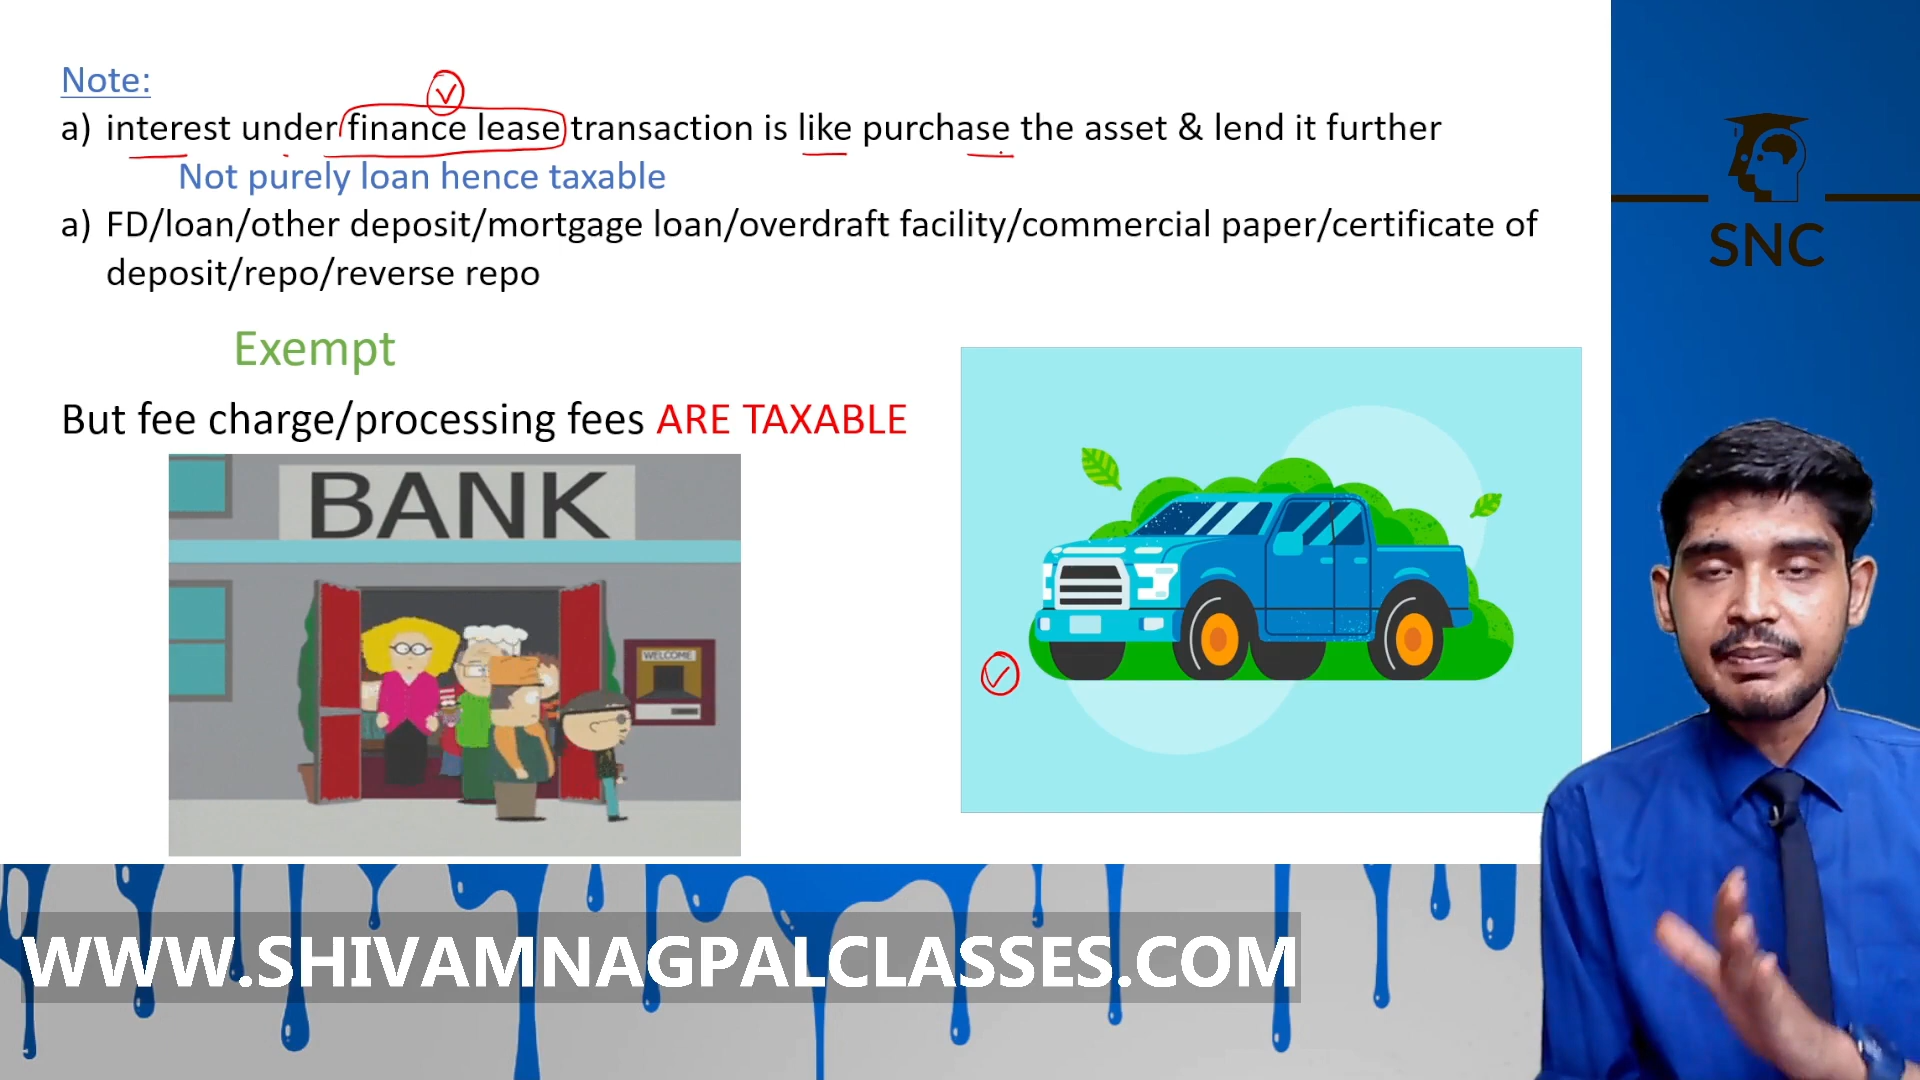 Note:
a) interest under finance lease transaction is like purchase the asset & lend it further
Not purely loan hence taxable
a) FD/loan/other deposit/mortgage loan/overdraft facility/commercial paper/certificate of
deposit/repo/reverse repo
Exempt
But fee charge/processing fees ARE TAXABLE
BANK
WELCOME
SNC
WWW.SHIVAMNAGPALCLASSES.COM